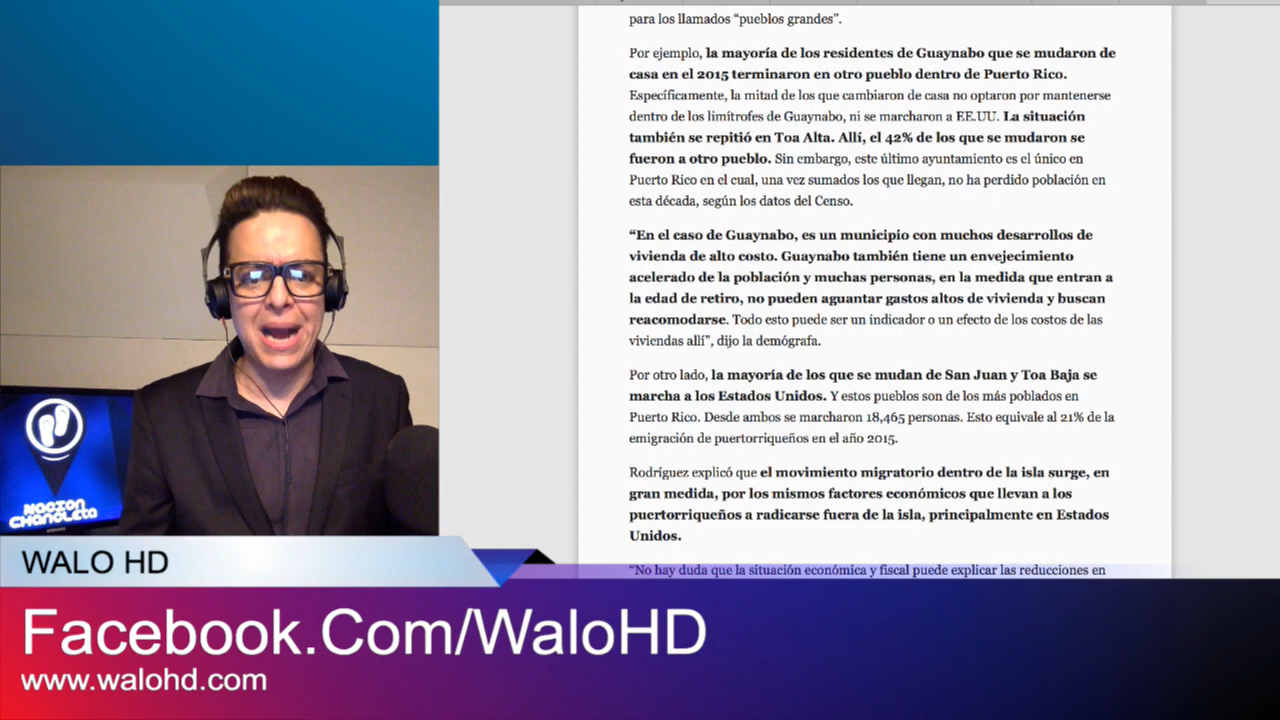 para los llamados “pueblos grandes”.
Por ejemplo, la mayoría de los residentes de Guaynabo que se mudaron de
casa en el 2015 terminaron en otro pueblo dentro de Puerto Rico.
Específicamente, la mitad de los que cambiaron de casa no optaron por mantenerse
dentro de los limítrofes de Guaynabo, ni se marcharon a EE.UU. La situación
también se repitió en Toa Alta. Allí, el 42% de los que se mudaron se
fueron a otro pueblo. Sin embargo, este último ayuntamiento es el único en
Puerto Rico en el cual, una vez sumados los que llegan, no ha perdido población en
esta década, según los datos del Censo.
“En el caso de Guaynabo, es un municipio con muchos desarrollos de
vivienda de alto costo. Guaynabo también tiene un envejecimiento
acelerado de la población y muchas personas, en la medida que entran a
la edad de retiro, no pueden aguantar gastos altos de vivienda y buscan
reacomodarse. Todo esto puede ser un indicador o un efecto de los costos de las
viviendas allí”, dijo la demógrafa.
Por otro lado, la mayoría de los que se mudan de San Juan y Toa Baja se
marcha a los Estados Unidos. Y estos pueblos son de los más poblados en
Puerto Rico. Desde ambos se marcharon 18,465 personas. Esto equivale al 21% de la
emigración de puertorriqueños en el año 2015.
Rodríguez explicó que el movimiento migratorio dentro de la isla surge, en
gran medida, por los mismos factores económicos que llevan a los
puertorriqueños a radicarse fuera de la isla, principalmente en Estados
Unidos.
“No hay duda que la situación económica y fiscal puede explicar las reducciones en
NACION
CHANCLETA
WALO HD
Facebook.Com/WaloHD
www.walohd.com